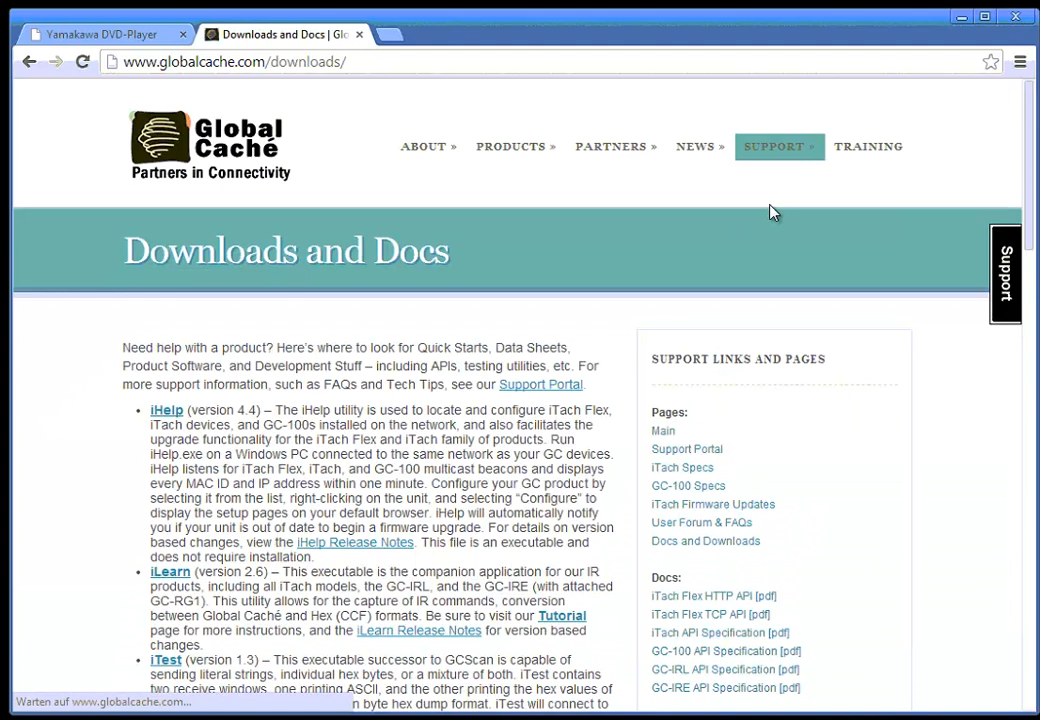 Yamakawa DVD-Player
Downloads and Docs | Glo
www.globalcache.com/downloads/
Global
Caché
Partners in Connectivity
ABOUT » PRODUCTS » PARTNERS » NEWS » SUPPORT » TRAINING
Downloads and Docs
Support
Need help with a product? Here's where to look for Quick Starts, Data Sheets,
Product Software, and Development Stuff – including APIs, testing utilities, etc. For
more support information, such as FAQs and Tech Tips, see our Support Portal.
• iHelp (version 4.4) – The iHelp utility is used to locate and configure iTach Flex,
iTach devices, and GC-100s installed on the network, and also facilitates the
upgrade functionality for the iTach Flex and iTach family of products. Run
iHelp.exe on a Windows PC connected to the same network as your GC devices.
iHelp listens for iTach Flex, iTach, and GC-100 multicast beacons and displays
every MAC ID and IP address within one minute. Configure your GC product by
selecting it from the list, right-clicking on the unit, and selecting “Configure” to
display the setup pages on your default browser. iHelp will automatically notify
you if your unit is out of date to begin a firmware upgrade. For details on version
based changes, view the iHelp Release Notes. This file is an executable and
does not require installation.
• iLearn (version 2.6) – This executable is the companion application for our IR
products, including all iTach models, the GC-IRL, and the GC-IRE (with attached
GC-RG1). This utility allows for the capture of IR commands, conversion
between Global Caché and Hex (CCF) formats. Be sure to visit our Tutorial
page for more instructions, and the iLearn Release Notes for version based
changes.
• iTest (version 1.3) – This executable successor to GCScan is capable of
sending literal strings, individual hex bytes, or a mixture of both. iTest contains
two receive windows, one printing ASCII, and the other printing the hex values of
n byte hex dump format. iTest will connect to
SUPPORT LINKS AND PAGES
Pages:
Main
Support Portal
iTach Specs
GC-100 Specs
iTach Firmware Updates
User Forum & FAQs
Docs and Downloads
Docs:
iTach Flex HTTP API [pdf]
iTach Flex TCP API [pdf]
iTach API Specification [pdf]
GC-100 API Specification [pdf]
GC-IRL API Specification [pdf]
GC-IRE API Specification [pdf]
Warten auf www.globalcache.com...